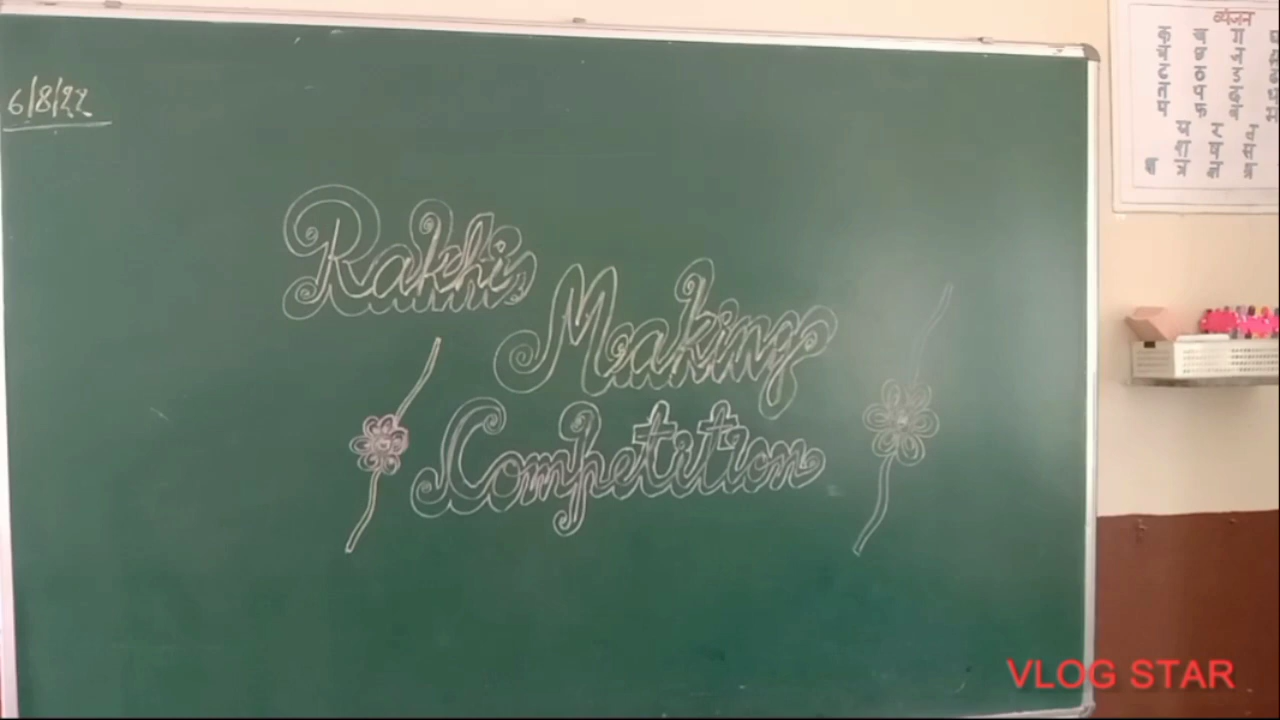 6/8/22
Rakhi
Making
Competition
व्यंजन
क ख ग
च छ ज
ट ठ ड
त थ द
प फ ब
य र व
श ष स
क्ष त्र ज्ञ श्र
VLOG STAR